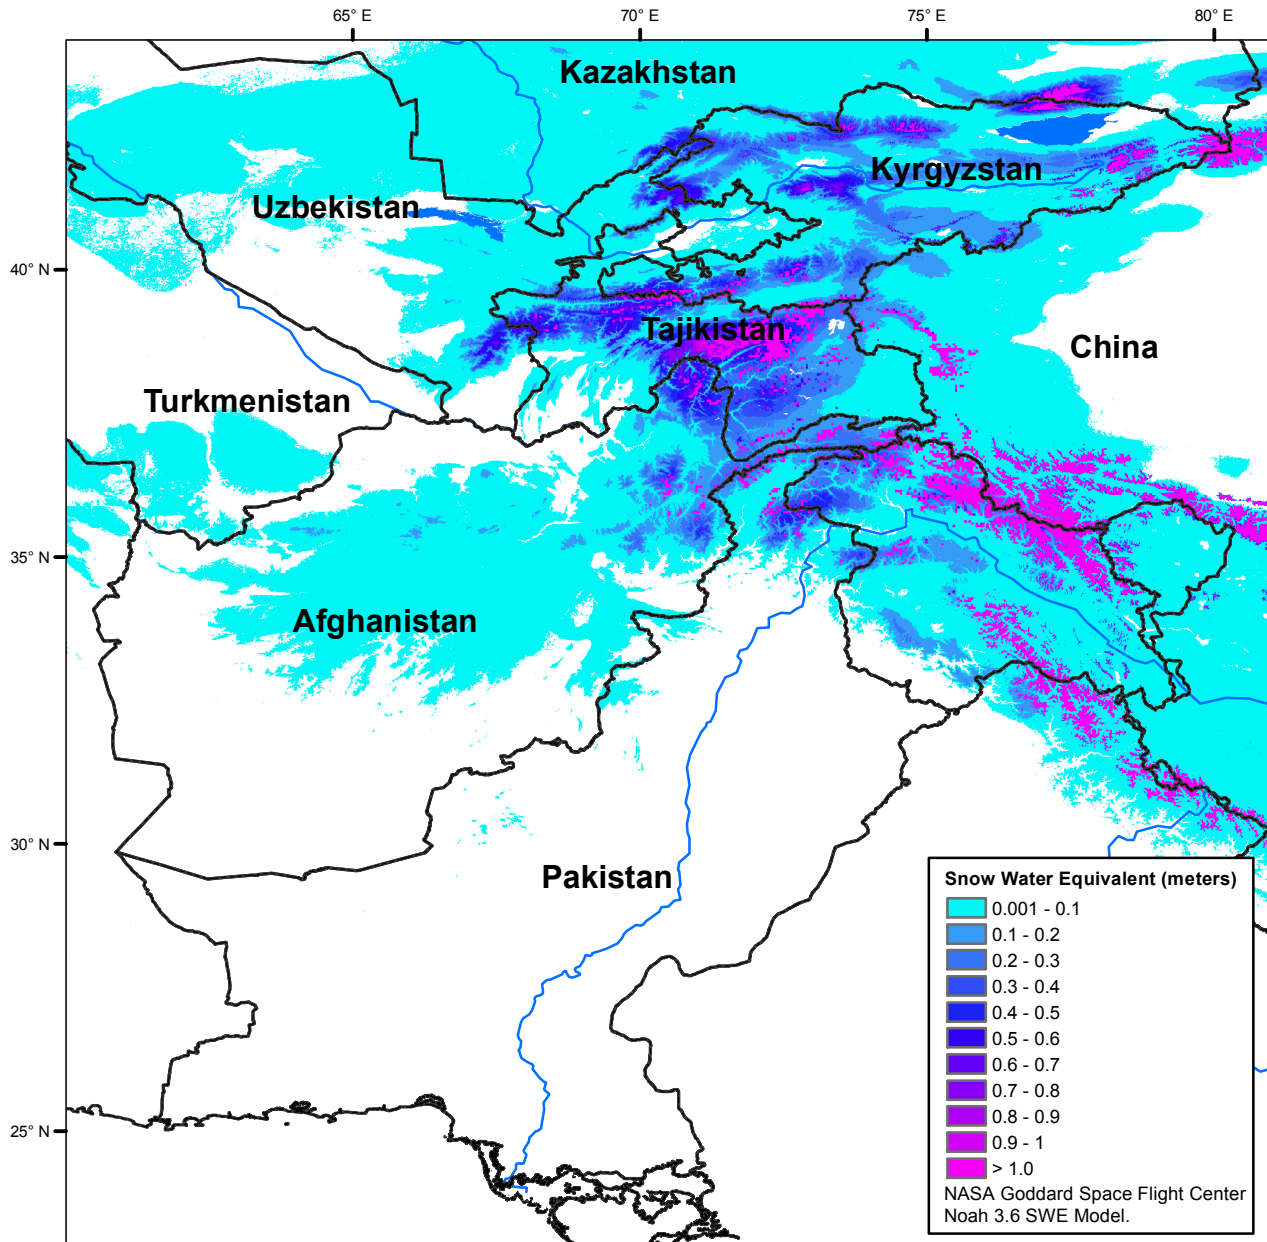 65° E
70° E
75° E
80° E
Kazakhstan
Kyrgyzstan
Uzbekistan
40° N
Tajikistan
China
Turkmenistan
35° N
Afghanistan
30° N
Pakistan
25° N
Snow Water Equivalent (meters)
0.001 - 0.1
0.1 - 0.2
0.2 - 0.3
0.3 - 0.4
0.4 - 0.5
0.5 - 0.6
0.6 - 0.7
0.7 - 0.8
0.8 - 0.9
0.9 - 1
> 1.0
NASA Goddard Space Flight Center
Noah 3.6 SWE Model.